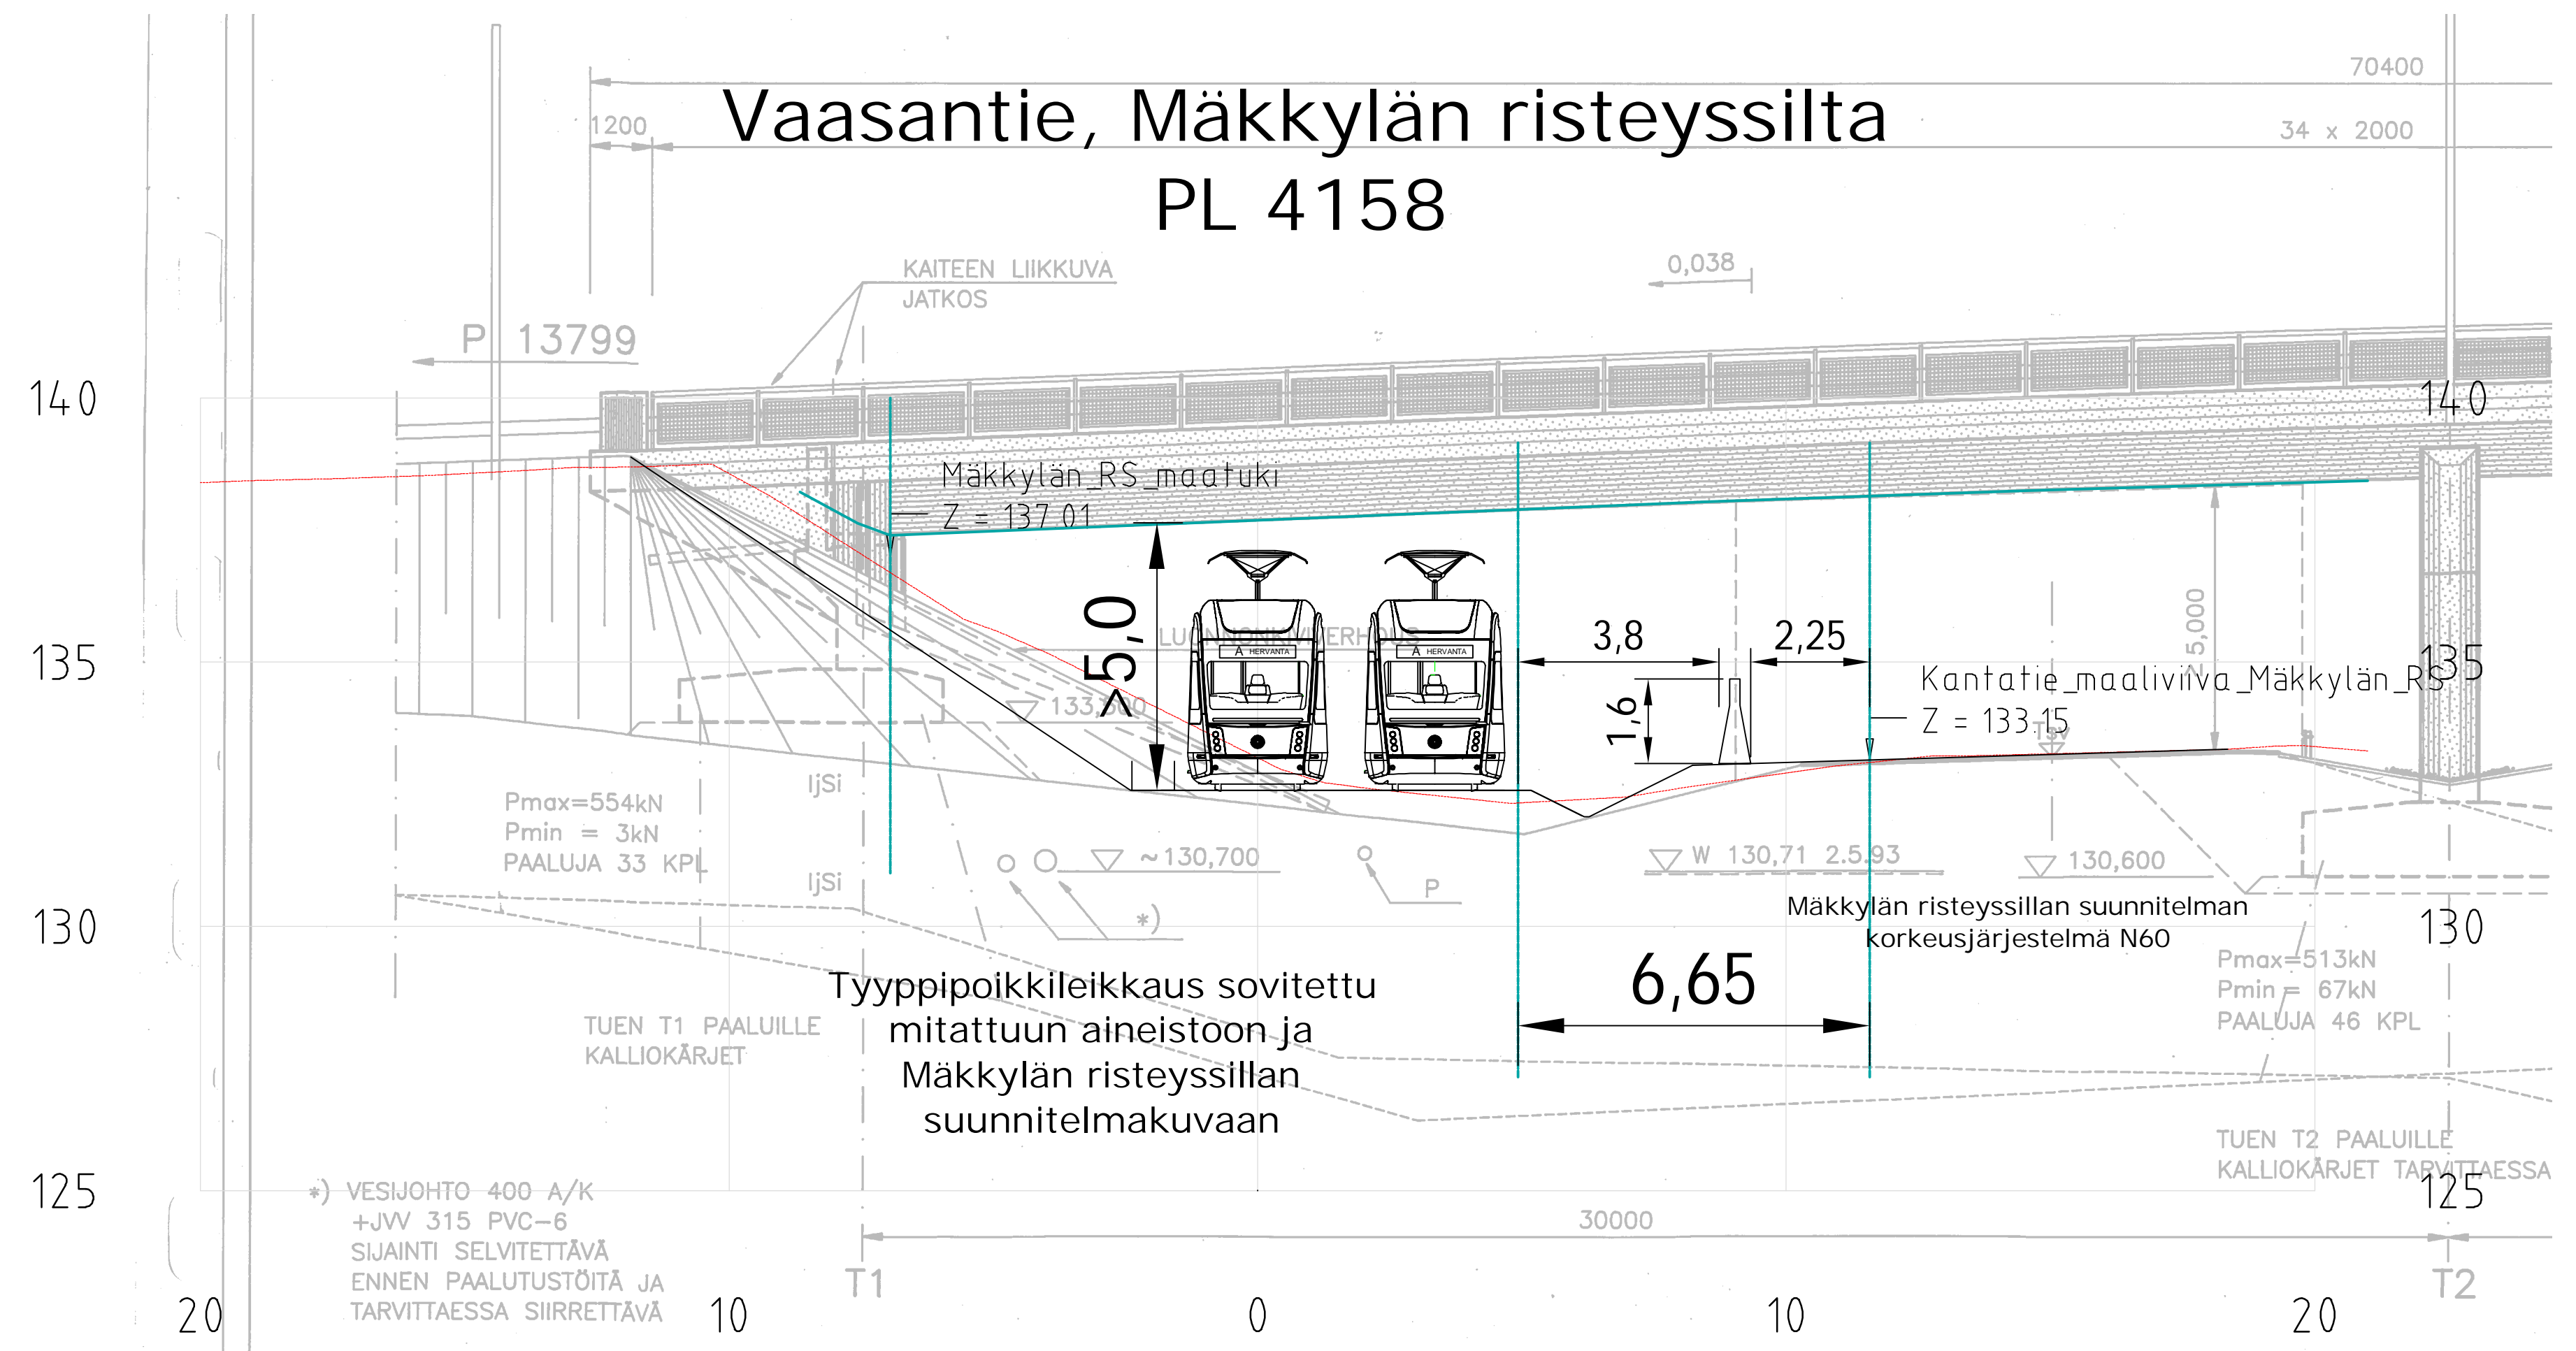 70400
Vaasantie, Mäkkylän risteyssilta
1200
34 x 2000
PL 4158
KAITEEN LIIKKUVA
JATKOS
0,038
P 13799
140
140
Mäkkylän_RS_maatuki
Z = 137.01
>5,0
LUONNONKIVIVERHOUS
A HERVANTA
A HERVANTA
3,8
2,25
1,6
≥5,000
135
135
Kantatie_maaliviiva_Mäkkylän_RS
Z = 133.15
TSV
IjSi
Pmax=554kN
Pmin = 3kN
PAALUJA 33 KPL
IjSi
~130,700
P
*)
W 130,71 2.5.93
130,600
Mäkkylän risteyssillan suunnitelman
korkeusjärjestelmä N60
130
130
6,65
Pmax=513kN
Pmin = 67kN
PAALUJA 46 KPL
Tyyppipoikkileikkaus sovitettu
mitattuun aineistoon ja
Mäkkylän risteyssillan
suunnitelmakuvaan
TUEN T1 PAALUILLE
KALLIOKÄRJET
TUEN T2 PAALUILLE
KALLIOKÄRJET TARVITTAESSA
125
125
*) VESIJOHTO 400 A/K
+JVV 315 PVC-6
SIJAINTI SELVITETTÄVÄ
ENNEN PAALUTUSTÖITÄ JA
TARVITTAESSA SIIRRETTÄVÄ
30000
T1
T2
20
10
0
10
20